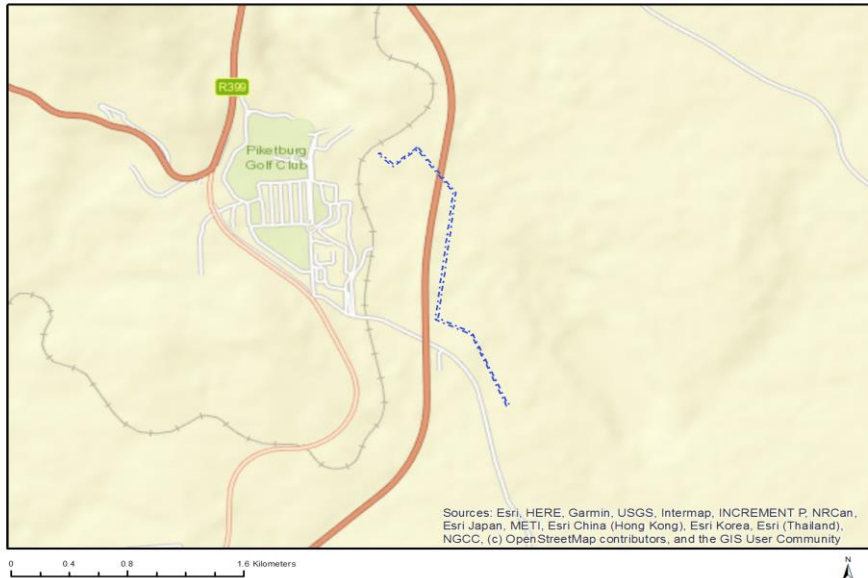 R399
Piketburg
Golf Club
Sources: Esri, HERE, Garmin, USGS, Intermap, INCREMENT P, NRCan,
Esri Japan, METI, Esri China (Hong Kong), Esri Korea, Esri (Thailand),
NGCC, (c) OpenStreetMap contributors, and the GIS User Community
0 0.4 0.8 1.6 Kilometers
N